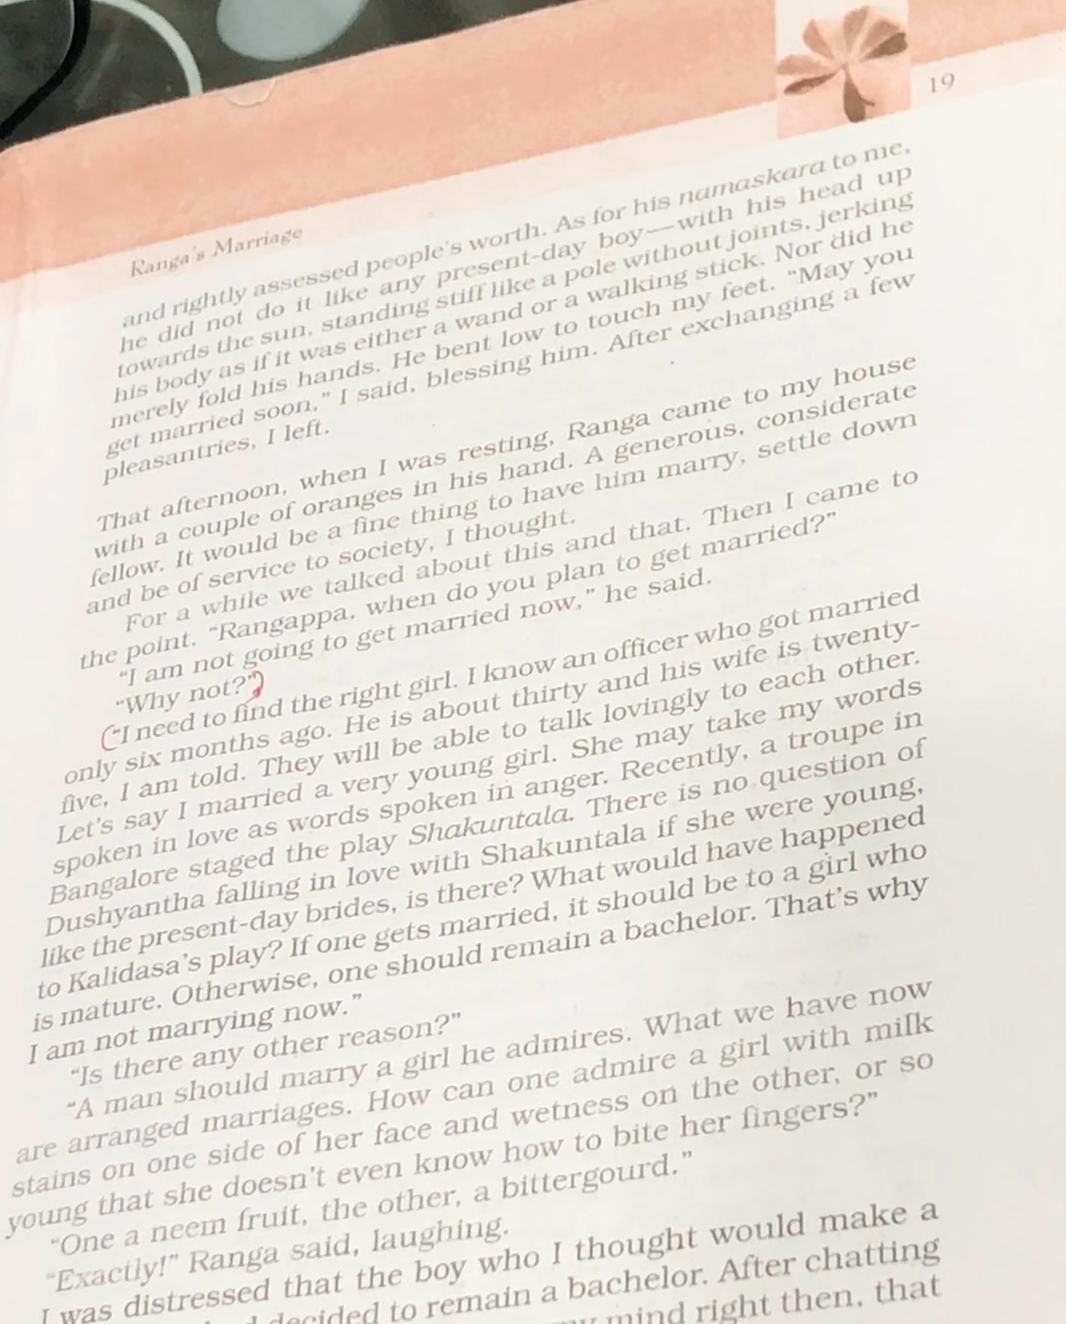 19
Ranga's Marriage
and rightly assessed people's worth. As for his namaskara to me,
he did not do it like any present-day boy—with his head up
towards the sun, standing stiff like a pole without joints, jerking
his body as if it was either a wand or a walking stick. Nor did he
merely fold his hands. He bent low to touch my feet. “May you
get married soon,” I said, blessing him. After exchanging a few
pleasantries, I left.
That afternoon, when I was resting, Ranga came to my house
with a couple of oranges in his hand. A generous, considerate
fellow. It would be a fine thing to have him marry, settle down
and be of service to society, I thought.
For a while we talked about this and that. Then I came to
the point. “Rangappa, when do you plan to get married?”
“I am not going to get married now,” he said.
“Why not?”
“I need to find the right girl. I know an officer who got married
only six months ago. He is about thirty and his wife is twenty-
five, I am told. They will be able to talk lovingly to each other.
Let's say I married a very young girl. She may take my words
spoken in love as words spoken in anger. Recently, a troupe in
Bangalore staged the play Shakuntala. There is no question of
Dushyantha falling in love with Shakuntala if she were young,
like the present-day brides, is there? What would have happened
to Kalidasa's play? If one gets married, it should be to a girl who
is mature. Otherwise, one should remain a bachelor. That's why
I am not marrying now.”
“Is there any other reason?”
“A man should marry a girl he admires. What we have now
are arranged marriages. How can one admire a girl with milk
stains on one side of her face and wetness on the other, or so
young that she doesn't even know how to bite her fingers?”
“One a neem fruit, the other, a bittergourd.”
“Exactly!” Ranga said, laughing.
I was distressed that the boy who I thought would make a
decided to remain a bachelor. After chatting
mind right then, that